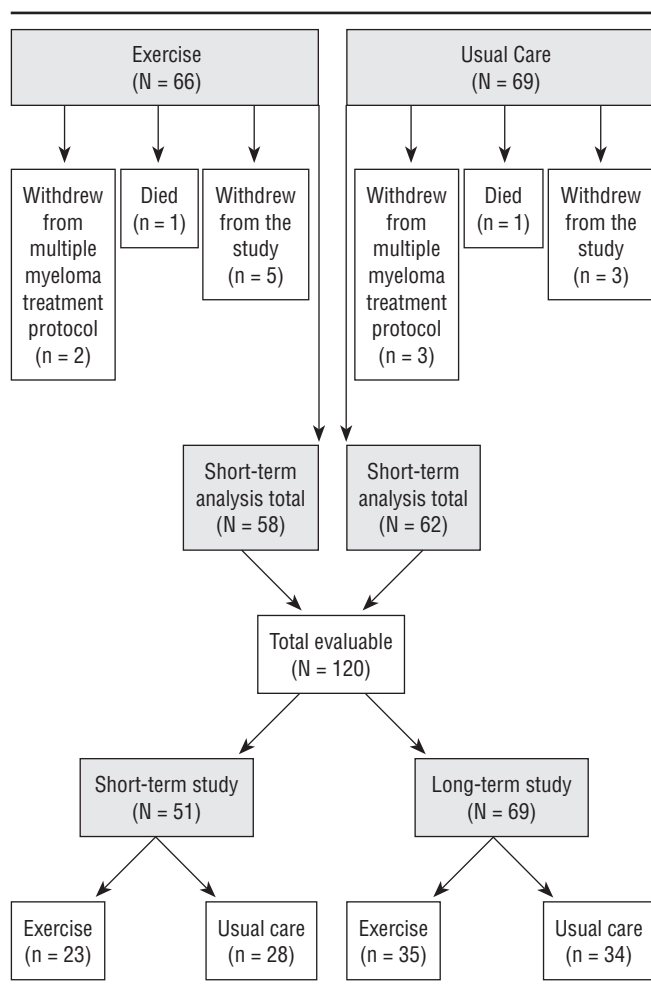 Exercise
(N = 66)
Usual Care
(N = 69)
Withdrew
from
multiple
myeloma
treatment
protocol
(n = 2)
Died
(n = 1)
Withdrew
from the
study
(n = 5)
Withdrew
from
multiple
myeloma
treatment
protocol
(n = 3)
Died
(n = 1)
Withdrew
from the
study
(n = 3)
Short-term
analysis total
(N = 58)
Short-term
analysis total
(N = 62)
Total evaluable
(N = 120)
Short-term study
(N = 51)
Long-term study
(N = 69)
Exercise
(n = 23)
Usual care
(n = 28)
Exercise
(n = 35)
Usual care
(n = 34)